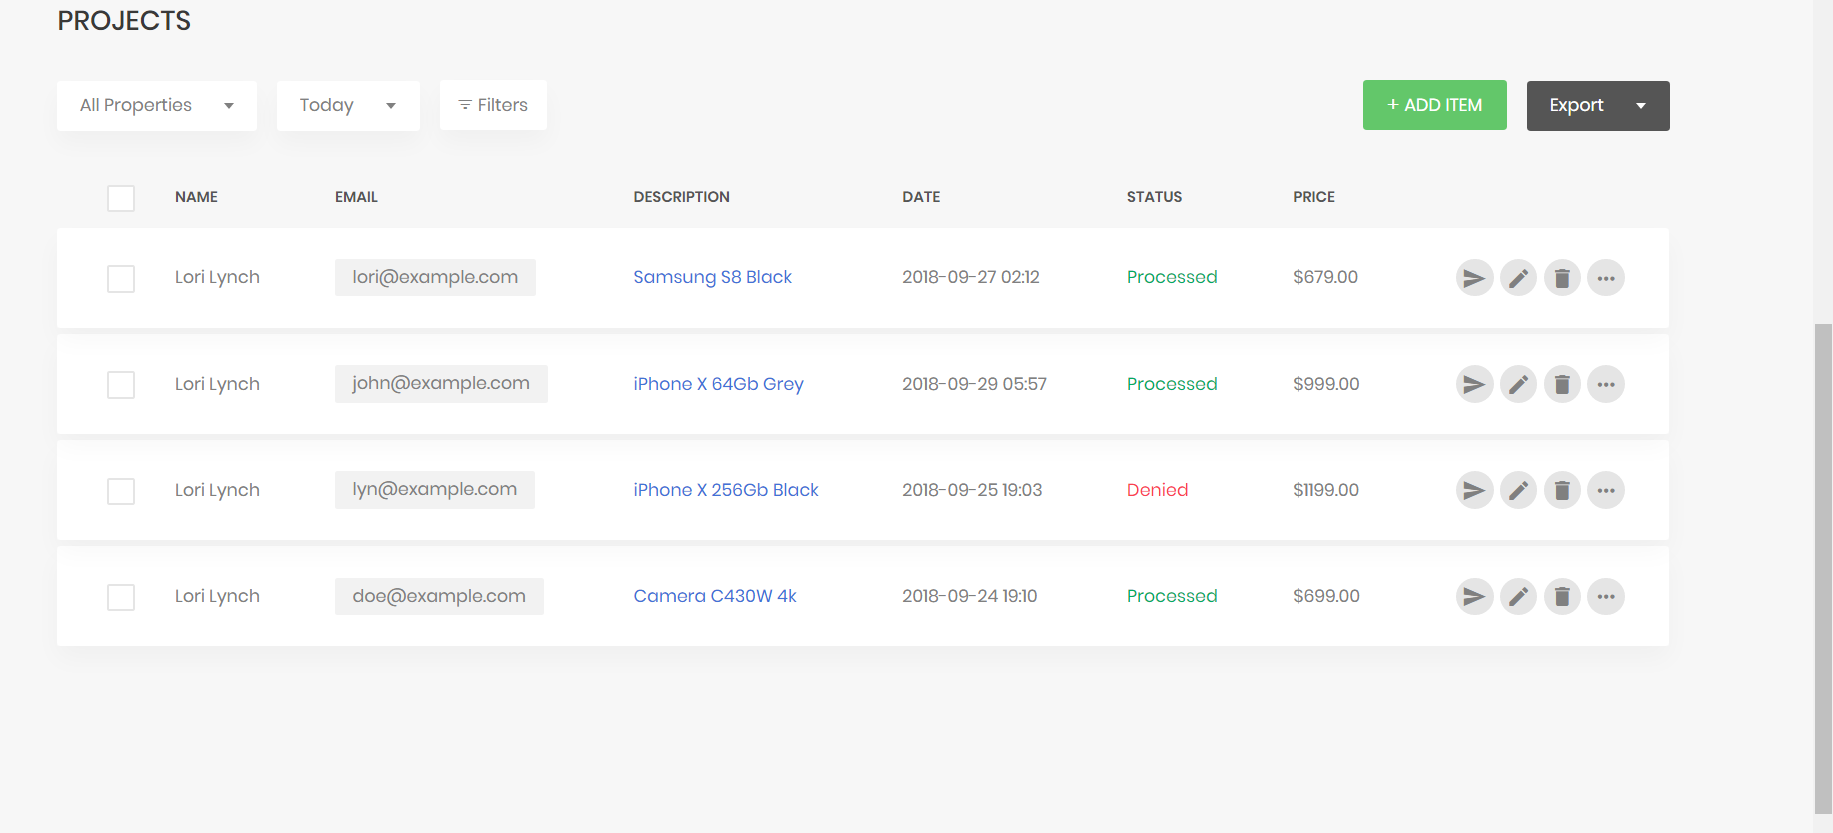 PROJECTS
All Properties Today Filters + ADD ITEM Export
NAME EMAIL DESCRIPTION DATE STATUS PRICE
Lori Lynch lori@example.com Samsung S8 Black 2018-09-27 02:12 Processed $679.00
Lori Lynch john@example.com iPhone X 64Gb Grey 2018-09-29 05:57 Processed $999.00
Lori Lynch lyn@example.com iPhone X 256Gb Black 2018-09-25 19:03 Denied $1199.00
Lori Lynch doe@example.com Camera C430W 4k 2018-09-24 19:10 Processed $699.00